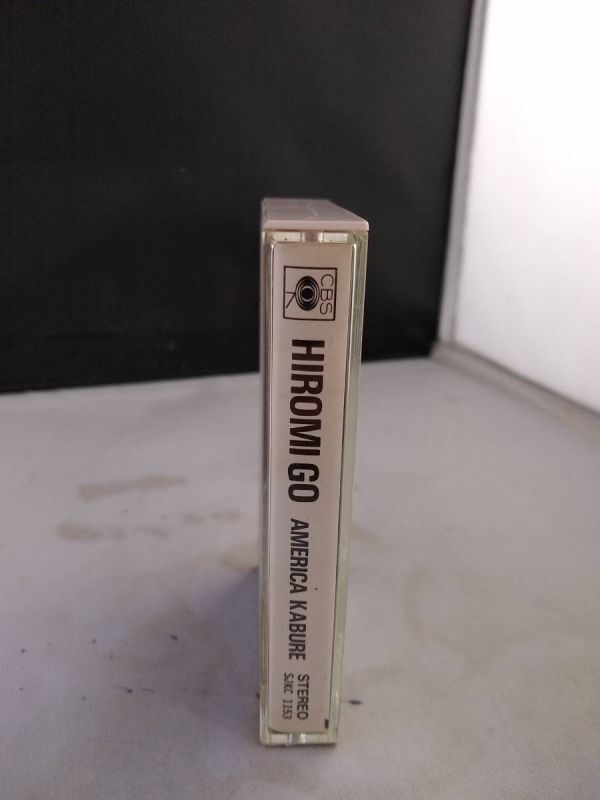 CBS
HIROMI GO
AMERICA KABURE
STEREO
SJKC 1153